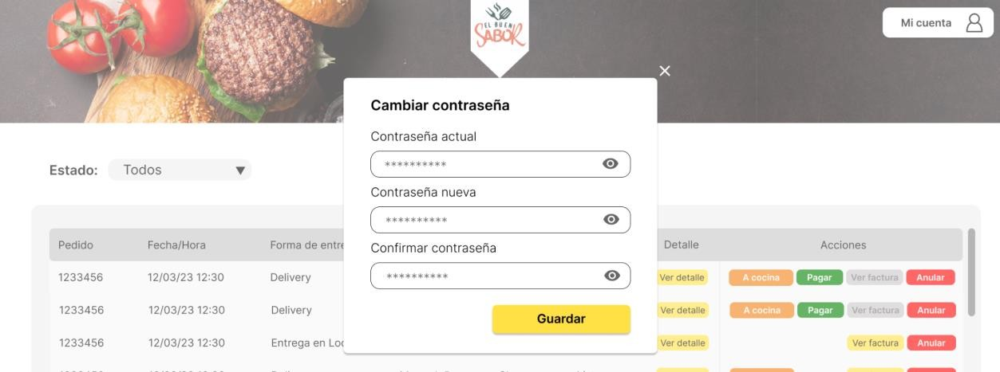 EL BUEN
SABOR
Mi cuenta
Cambiar contraseña
Contraseña actual
**********
Contraseña nueva
**********
Confirmar contraseña
**********
Guardar
Estado: Todos
Pedido Fecha/Hora Forma de entre Detalle Acciones
1233456 12/03/23 12:30 Delivery Ver detalle A cocina Pagar Ver factura Anular
1233456 12/03/23 12:30 Delivery Ver detalle A cocina Pagar Ver factura Anular
1233456 12/03/23 12:30 Entrega en Loc Ver detalle Ver factura Anular